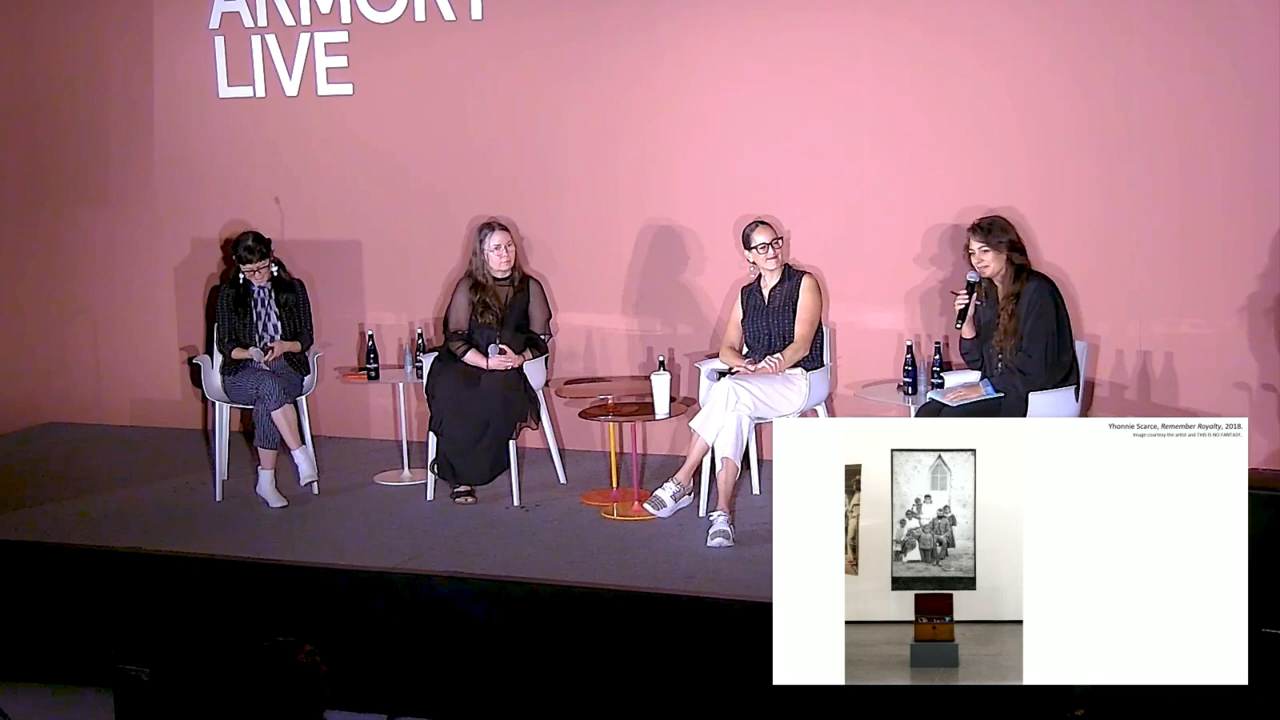 ARMORY
LIVE
Yhonnie Scarce, Remember Royalty, 2018.
Image courtesy the artist and THIS IS NO FANTASY.